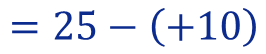 = 25 − (+10)